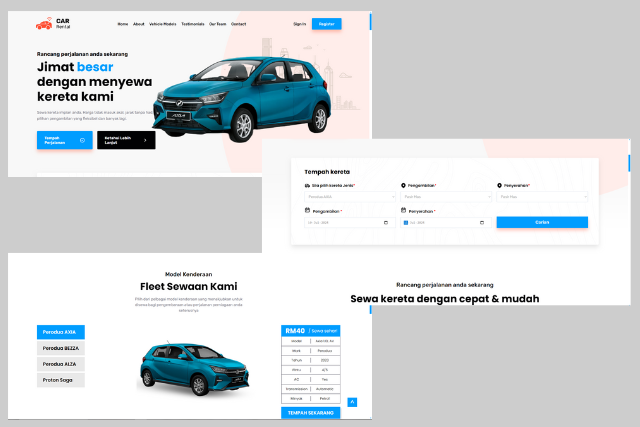 CAR
Rental
Home About Vehicle Models Testimonials Our Team Contact
Sign In Register
Rancang perjalanan anda sekarang
Jimat besar
dengan menyewa
kereta kami
Tempah
Perjalanan
Ketahui Lebih
Lanjut
Tempah kereta
Sila pilih Kereta Jenis*
Pengambilan*
Penyerahan*
Pengambilan *
Penyerahan *
Carian
Rancang perjalanan anda sekarang
Sewa kereta dengan cepat & mudah
Model Kenderaan
Fleet Sewaan Kami
Perodua AXIA
Perodua BEZZA
Perodua ALZA
Proton Saga
RM40 / Sewa sehari
Model
Mark Perodua
Tahun 2023
Pintu 4/5
AC Yes
Transmission Automatic
Minyak Petrol
TEMPAH SEKARANG